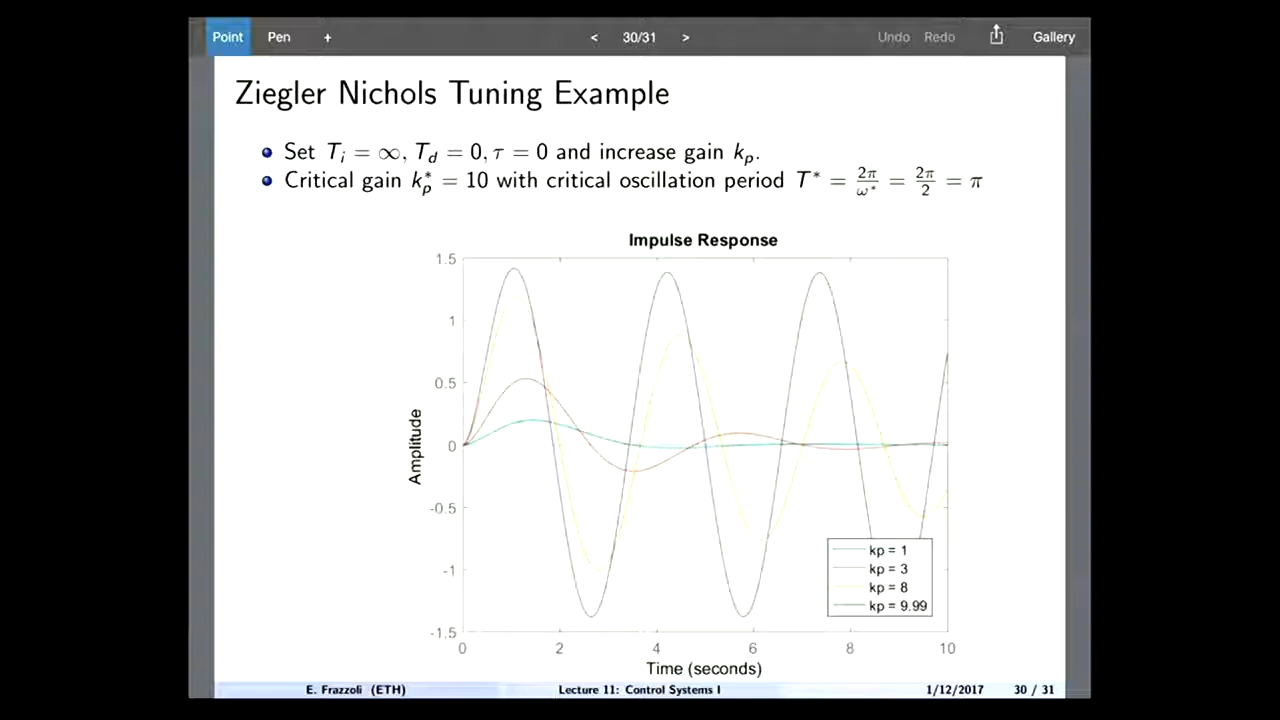 Point Pen + < 30/31 > Undo Redo Gallery
Ziegler Nichols Tuning Example
Set Tᵢ = ∞, T_d = 0, τ = 0 and increase gain kₚ.
Critical gain kₚ* = 10 with critical oscillation period T* = 2π/ω* = 2π/2 = π
Impulse Response
1.5
1
0.5
0
-0.5
-1
-1.5
Amplitude
kp = 1
kp = 3
kp = 8
kp = 9.99
0 2 4 6 8 10
Time (seconds)
E. Frazzoli (ETH) Lecture 11: Control Systems I 1/12/2017 30 / 31